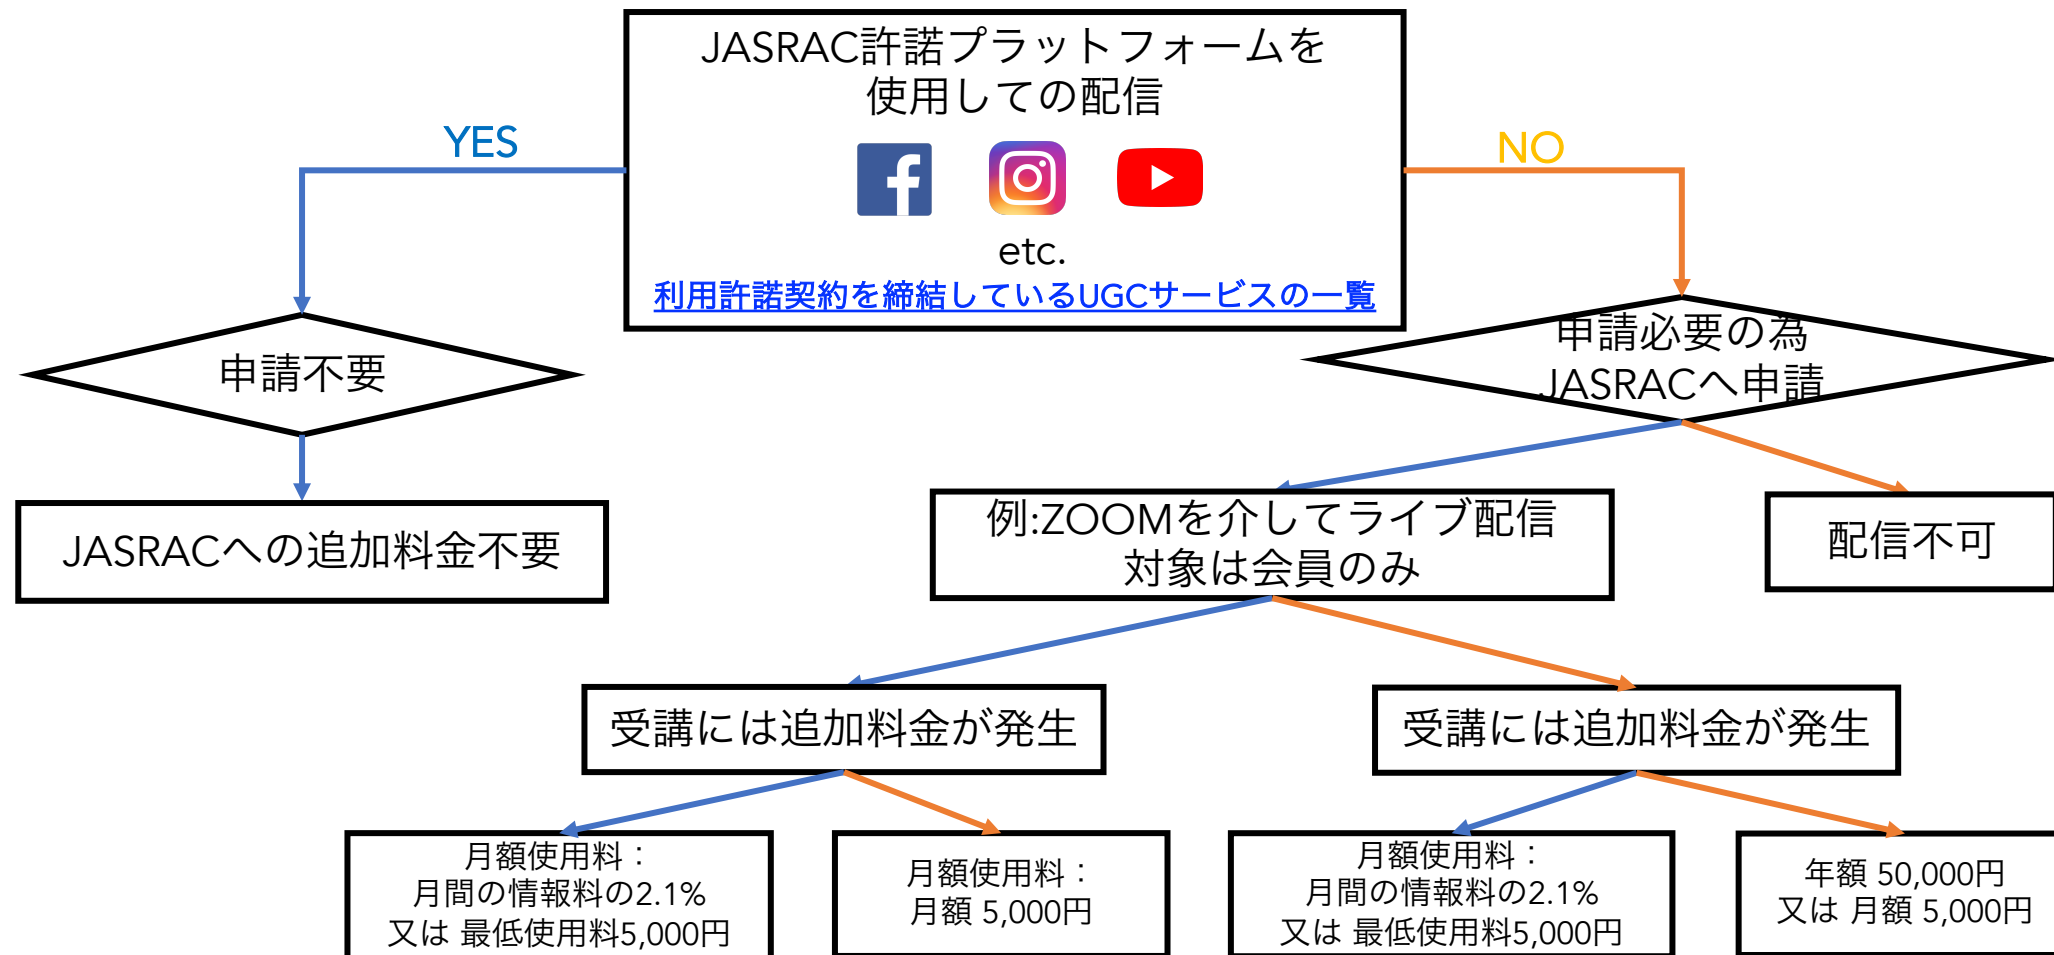 JASRAC許諾プラットフォームを
使用しての配信
etc.
利用許諾契約を締結しているUGCサービスの一覧
YES
NO
申請不要
申請必要の為
JASRACへ申請
JASRACへの追加料金不要
例:ZOOMを介してライブ配信
対象は会員のみ
配信不可
受講には追加料金が発生
受講には追加料金が発生
月額使用料：
月間の情報料の2.1%
又は 最低使用料5,000円
月額使用料：
月額 5,000円
月額使用料：
月間の情報料の2.1%
又は 最低使用料5,000円
年額 50,000円
又は 月額 5,000円